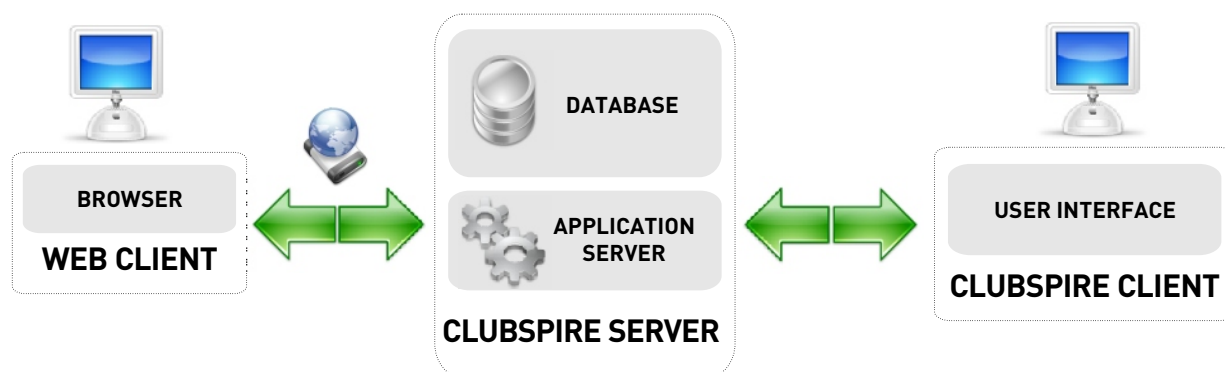 BROWSER
WEB CLIENT
DATABASE
APPLICATION
SERVER
CLUBSPIRE SERVER
USER INTERFACE
CLUBSPIRE CLIENT